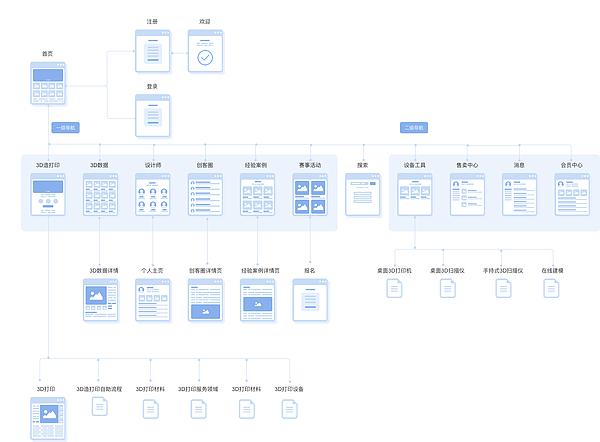 注册
欢迎
首页
登录
一级导航
二级导航
3D造打印
3D数据
设计师
创客圈
经验案例
赛事活动
搜索
设备工具
售卖中心
消息
会员中心
3D数据详情
个人主页
创客圈详情页
经验案例详情页
报名
桌面3D打印机
桌面3D扫描仪
手持式3D扫描仪
在线建模
3D打印
3D造打印自助流程
3D打印材料
3D打印服务领域
3D打印材料
3D打印设备